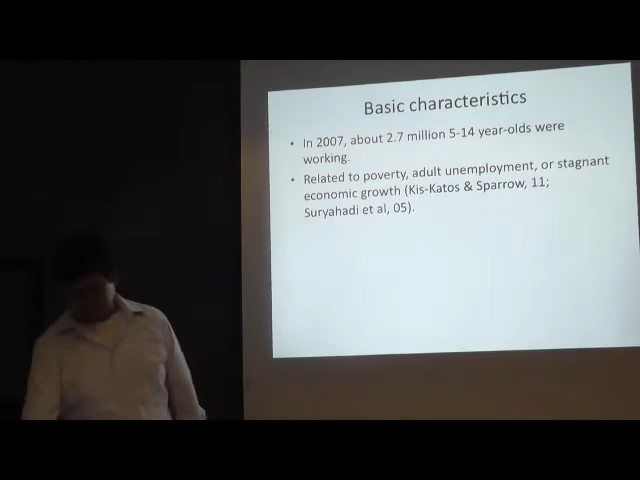 Basic characteristics
• In 2007, about 2.7 million 5-14 year-olds were
working.
• Related to poverty, adult unemployment, or stagnant
economic growth (Kis-Katos & Sparrow, 11;
Suryahadi et al, 05).